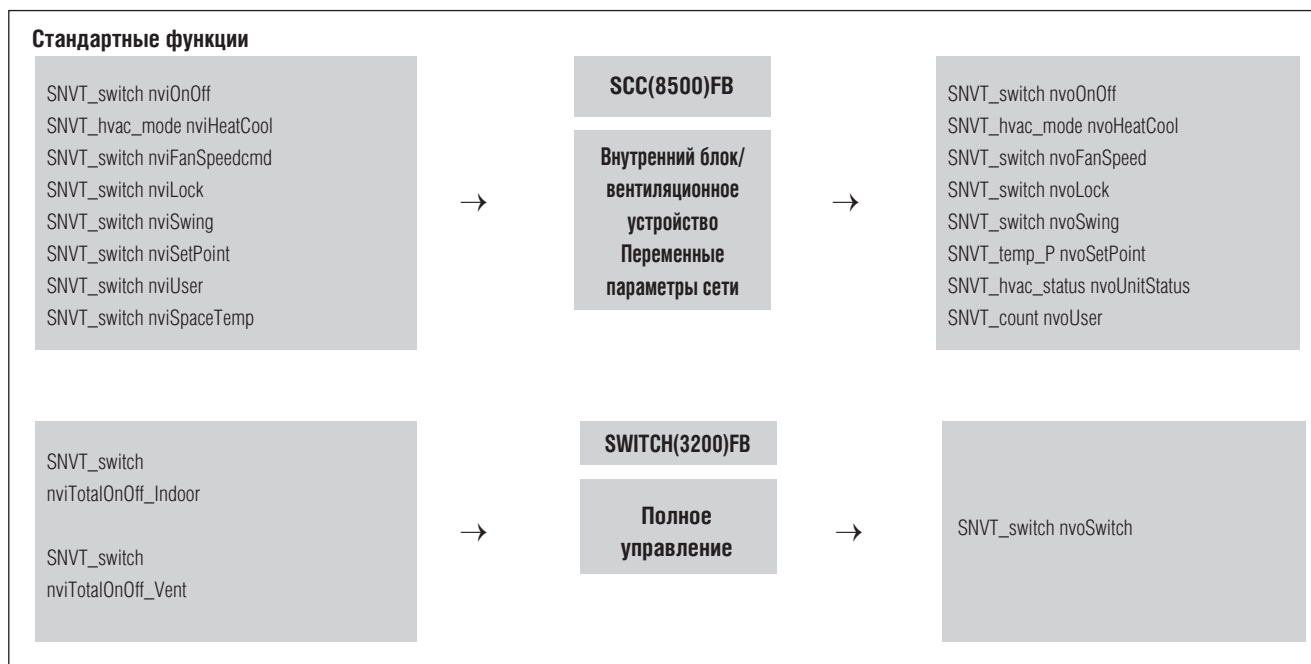 Стандартные функции
SNVT_switch nviOnOff
SNVT_hvac_mode nviHeatCool
SNVT_switch nviFanSpeedcmd
SNVT_switch nviLock
SNVT_switch nviSwing
SNVT_switch nviSetPoint
SNVT_switch nviUser
SNVT_switch nviSpaceTemp
→
SCC(8500)FB
Внутренний блок/
вентиляционное
устройство
Переменные
параметры сети
→
SNVT_switch nvoOnOff
SNVT_hvac_mode nvoHeatCool
SNVT_switch nvoFanSpeed
SNVT_switch nvoLock
SNVT_switch nvoSwing
SNVT_temp_P nvoSetPoint
SNVT_hvac_status nvoUnitStatus
SNVT_count nvoUser
SNVT_switch
nviTotalOnOff_Indoor
SNVT_switch
nviTotalOnOff_Vent
→
SWITCH(3200)FB
Полное
управление
→
SNVT_switch nvoSwitch